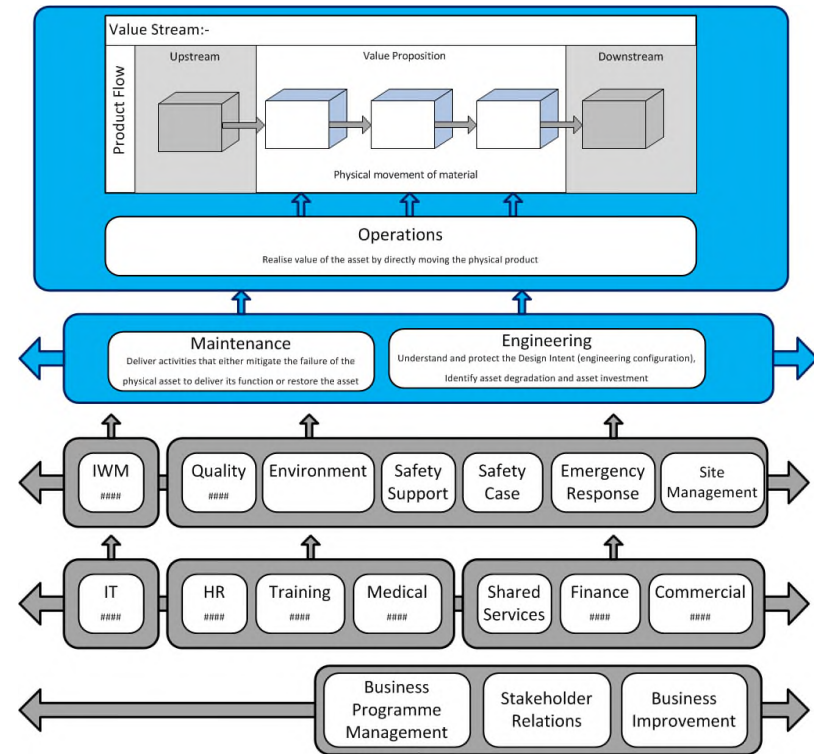 Value Stream:-
Product Flow
Upstream
Value Proposition
Downstream
Physical movement of material
Operations
Realise value of the asset by directly moving the physical product
Maintenance
Deliver activities that either mitigate the failure of the
physical asset to deliver its function or restore the asset
Engineering
Understand and protect the Design Intent (engineering configuration),
Identify asset degradation and asset investment
IWM
####
Quality
####
Environment
Safety
Support
Safety
Case
Emergency
Response
Site
Management
IT
####
HR
####
Training
####
Medical
####
Shared
Services
Finance
####
Commercial
####
Business
Programme
Management
Stakeholder
Relations
Business
Improvement